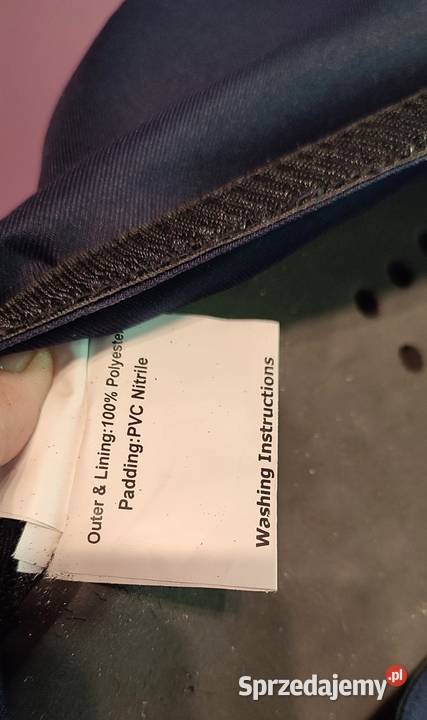 Outer & Lining:100% Polyester
Padding:PVC Nitrile
Washing Instructions
Sprzedajemy.pl